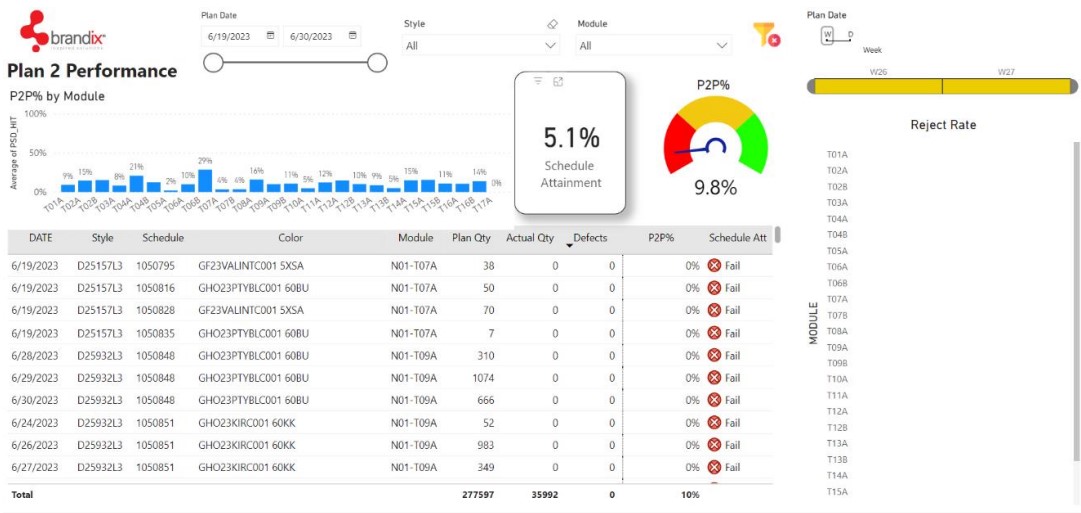 brandix
Plan 2 Performance
Plan Date
6/19/2023 6/30/2023
Style
All
Module
All
Plan Date
W D
Week
W26 W27
P2P% by Module
Average of PSD_HIT
100%
50%
0%
9% 15% 8% 21% 2% 10% 29% 4% 4% 16% 11% 5% 12% 10% 9% 5% 15% 11% 14% 0%
T01A T02A T02B T03A T04A T04B T05A T06A T06B T07A T07B T08A T09A T09B T10A T11A T12A T12B T13A T13B T14A T15A T15B T16A T16B T17A
5.1%
Schedule
Attainment
P2P%
9.8%
DATE Style Schedule Color Module Plan Qty Actual Qty Defects P2P% Schedule Att
6/19/2023 D25157L3 1050795 GF23VALINTC001 5XSA N01-T07A 38 0 0 0% Fail
6/19/2023 D25157L3 1050816 GHO23PTYBLC001 60BU N01-T07A 50 0 0 0% Fail
6/19/2023 D25157L3 1050828 GF23VALINTC001 5XSA N01-T07A 70 0 0 0% Fail
6/19/2023 D25157L3 1050835 GHO23PTYBLC001 60BU N01-T07A 7 0 0 0% Fail
6/28/2023 D25932L3 1050848 GHO23PTYBLC001 60BU N01-T09A 310 0 0 0% Fail
6/29/2023 D25932L3 1050848 GHO23PTYBLC001 60BU N01-T09A 1074 0 0 0% Fail
6/30/2023 D25932L3 1050848 GHO23PTYBLC001 60BU N01-T09A 666 0 0 0% Fail
6/24/2023 D25932L3 1050851 GHO23KIRC001 60KK N01-T09A 52 0 0 0% Fail
6/26/2023 D25932L3 1050851 GHO23KIRC001 60KK N01-T09A 983 0 0 0% Fail
6/27/2023 D25932L3 1050851 GHO23KIRC001 60KK N01-T09A 349 0 0 0% Fail
Total 277597 35992 0 10%
Reject Rate
MODULE
T01A
T02A
T02B
T03A
T04A
T04B
T05A
T06A
T06B
T07A
T07B
T08A
T09A
T09B
T10A
T11A
T12A
T12B
T13A
T13B
T14A
T15A